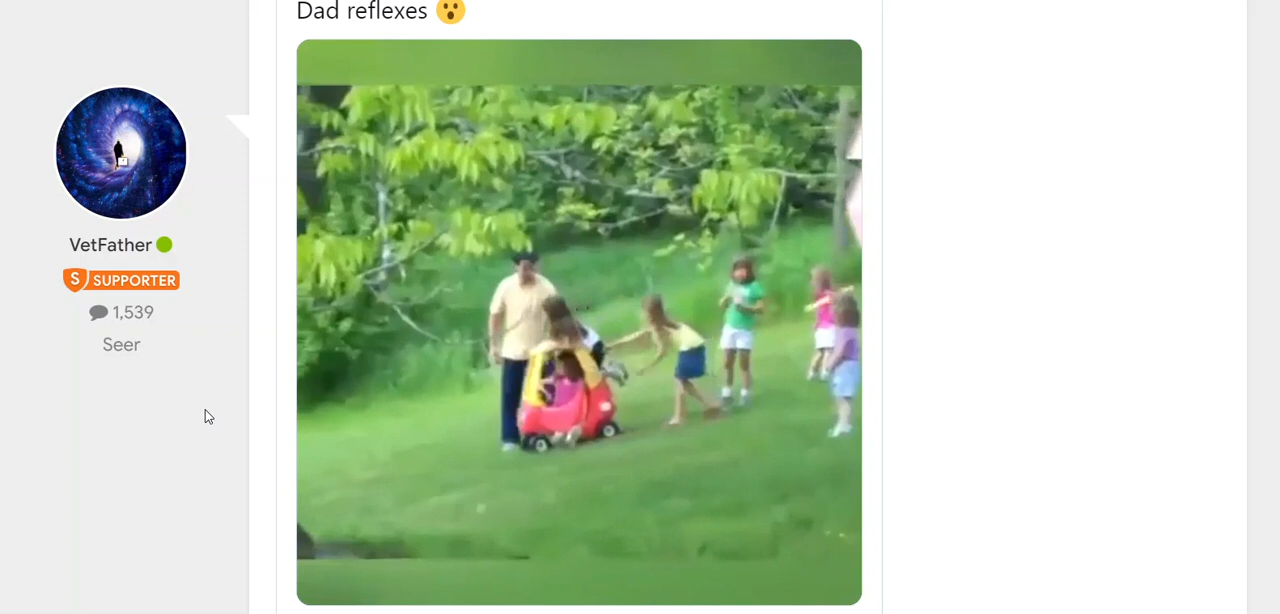 Dad reflexes 😮
VetFather
S SUPPORTER
1,539
Seer